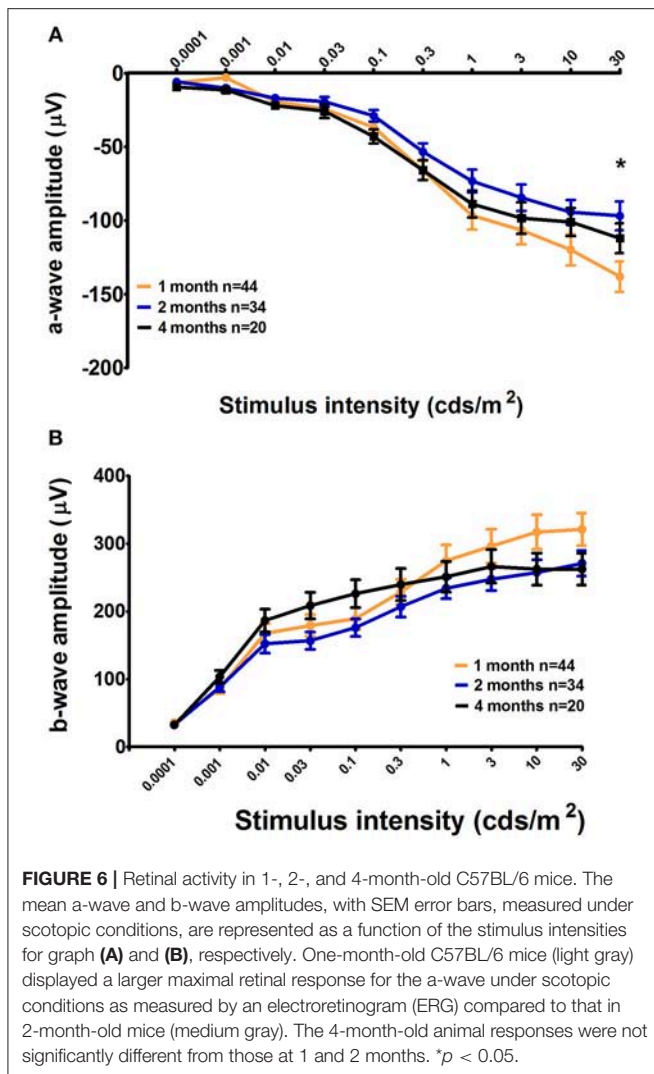 A
0.0001 0.001 0.01 0.03 0.1 0.3 1 3 10 30
0
-50
-100
-150
-200
*
a-wave amplitude (µV)
1 month n=44
2 months n=34
4 months n=20
Stimulus intensity (cds/m²)
B
400
300
200
100
0
b-wave amplitude (µV)
1 month n=44
2 months n=34
4 months n=20
0.0001 0.001 0.01 0.03 0.1 0.3 1 3 10 30
Stimulus intensity (cds/m²)
FIGURE 6 | Retinal activity in 1-, 2-, and 4-month-old C57BL/6 mice. The
mean a-wave and b-wave amplitudes, with SEM error bars, measured under
scotopic conditions, are represented as a function of the stimulus intensities
for graph (A) and (B), respectively. One-month-old C57BL/6 mice (light gray)
displayed a larger maximal retinal response for the a-wave under scotopic
conditions as measured by an electroretinogram (ERG) compared to that in
2-month-old mice (medium gray). The 4-month-old animal responses were not
significantly different from those at 1 and 2 months. *p < 0.05.